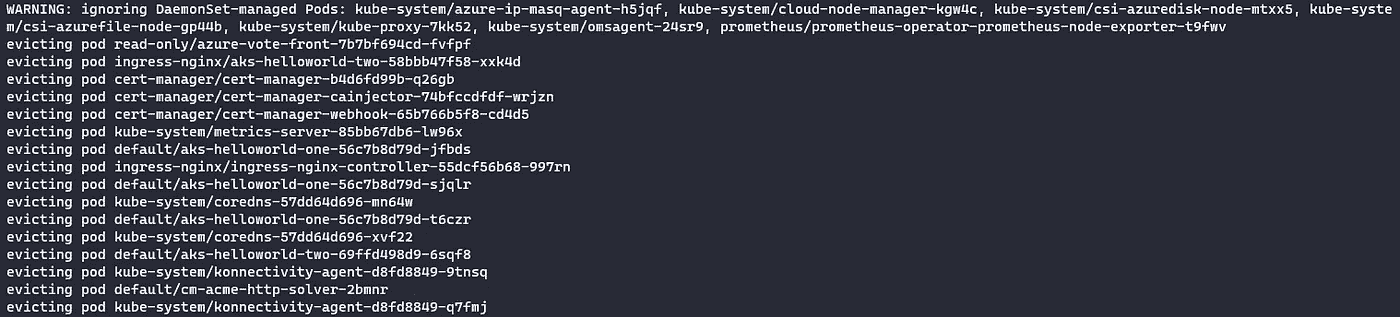 WARNING: ignoring DaemonSet-managed Pods: kube-system/azure-ip-masq-agent-h5jqf, kube-system/cloud-node-manager-kgw4c, kube-system/csi-azuredisk-node-mtxx5, kube-syste
m/csi-azurefile-node-gp44b, kube-system/kube-proxy-7kk52, kube-system/omsagent-24sr9, prometheus/prometheus-operator-prometheus-node-exporter-t9fwv
evicting pod read-only/azure-vote-front-7b7bf694cd-fvfpf
evicting pod ingress-nginx/aks-helloworld-two-58bbb47f58-xxk4d
evicting pod cert-manager/cert-manager-b4d6fd99b-q26gb
evicting pod cert-manager/cert-manager-cainjector-74bfccdfdf-wrjzn
evicting pod cert-manager/cert-manager-webhook-65b766b5f8-cd4d5
evicting pod kube-system/metrics-server-85bb67db6-lw96x
evicting pod default/aks-helloworld-one-56c7b8d79d-jfbds
evicting pod ingress-nginx/ingress-nginx-controller-55dcf56b68-997rn
evicting pod default/aks-helloworld-one-56c7b8d79d-sjqlr
evicting pod kube-system/coredns-57dd64d696-mn64w
evicting pod default/aks-helloworld-one-56c7b8d79d-t6czr
evicting pod kube-system/coredns-57dd64d696-xvf22
evicting pod default/aks-helloworld-two-69ffd498d9-6sqf8
evicting pod kube-system/konnectivity-agent-d8fd8849-9tnsq
evicting pod default/cm-acme-http-solver-2bmnr
evicting pod kube-system/konnectivity-agent-d8fd8849-q7fmj